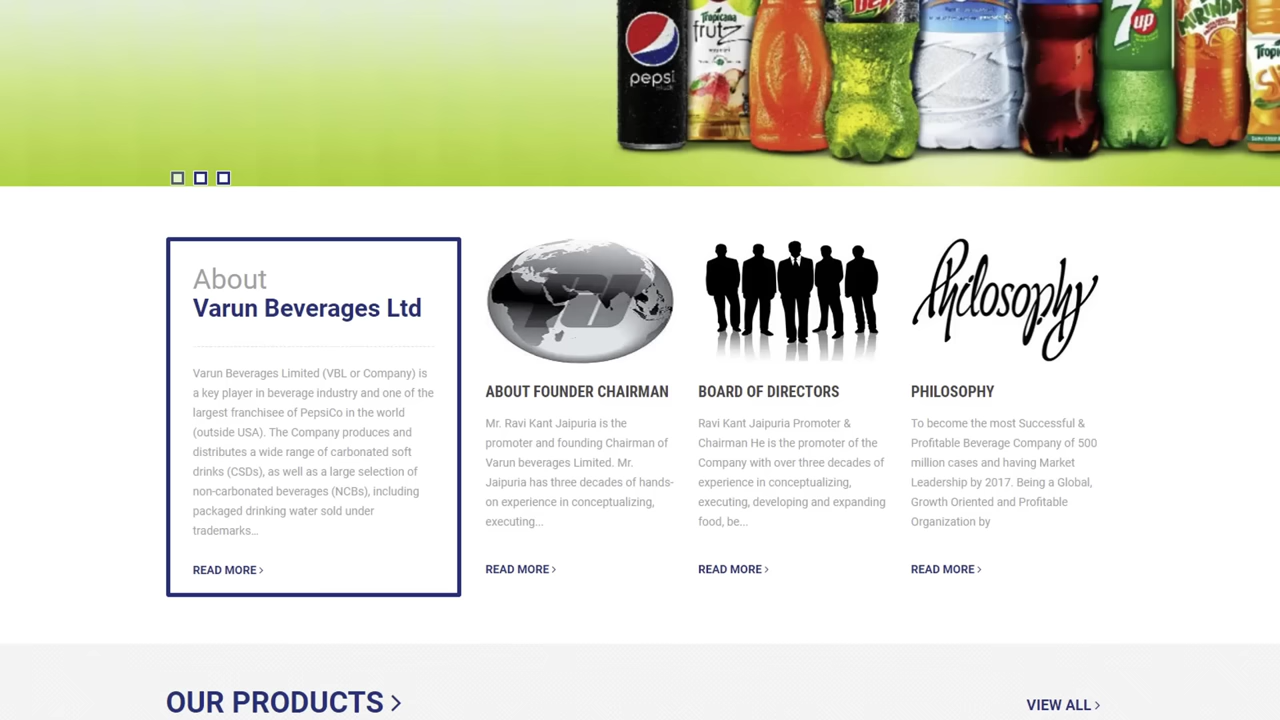 pepsi
Tropicana
frutz
Dew
7up
MIRINDA
About
Varun Beverages Ltd
Varun Beverages Limited (VBL or Company) is
a key player in beverage industry and one of the
largest franchisee of PepsiCo in the world
(outside USA). The Company produces and
distributes a wide range of carbonated soft
drinks (CSDs), as well as a large selection of
non-carbonated beverages (NCBs), including
packaged drinking water sold under
trademarks...
READ MORE >
ABOUT FOUNDER CHAIRMAN
Mr. Ravi Kant Jaipuria is the
promoter and founding Chairman of
Varun beverages Limited. Mr.
Jaipuria has three decades of hands-
on experience in conceptualizing,
executing...
READ MORE >
BOARD OF DIRECTORS
Ravi Kant Jaipuria Promoter &
Chairman He is the promoter of the
Company with over three decades of
experience in conceptualizing,
executing, developing and expanding
food, be...
READ MORE >
Philosophy
PHILOSOPHY
To become the most Successful &
Profitable Beverage Company of 500
million cases and having Market
Leadership by 2017. Being a Global,
Growth Oriented and Profitable
Organization by
READ MORE >
OUR PRODUCTS >
VIEW ALL >